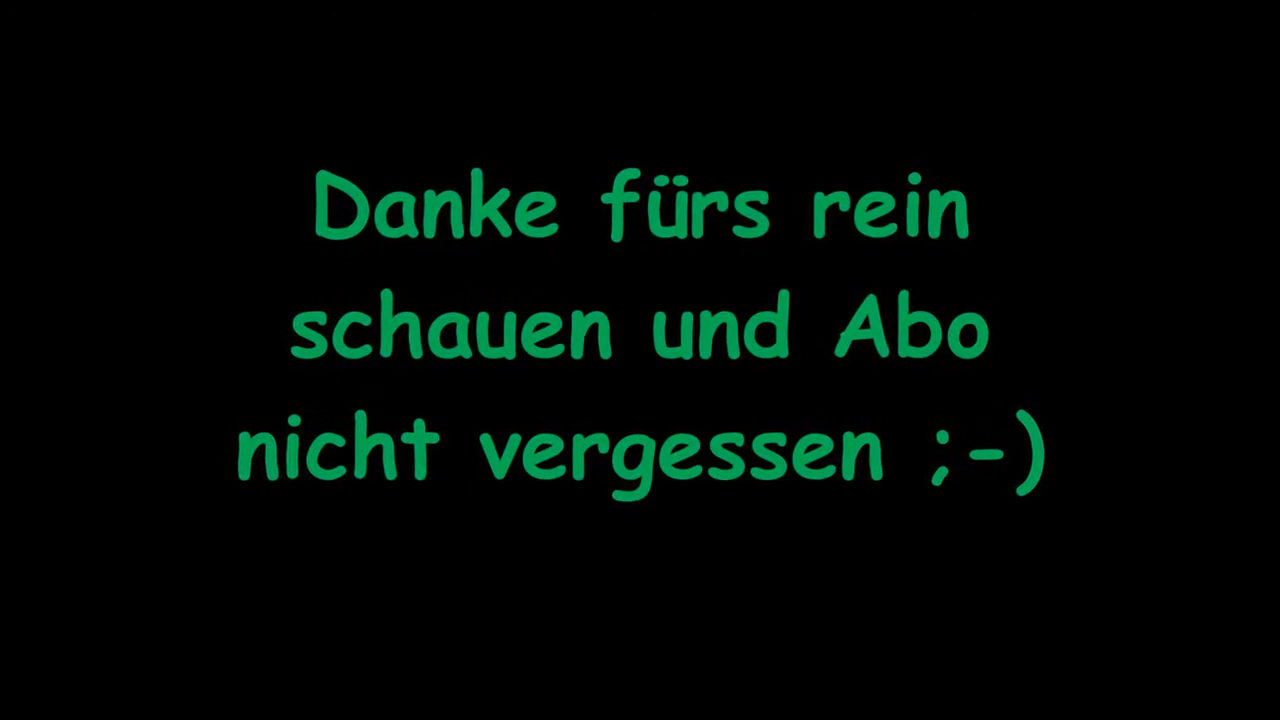 Danke fürs rein
schauen und Abo
nicht vergessen ;-)